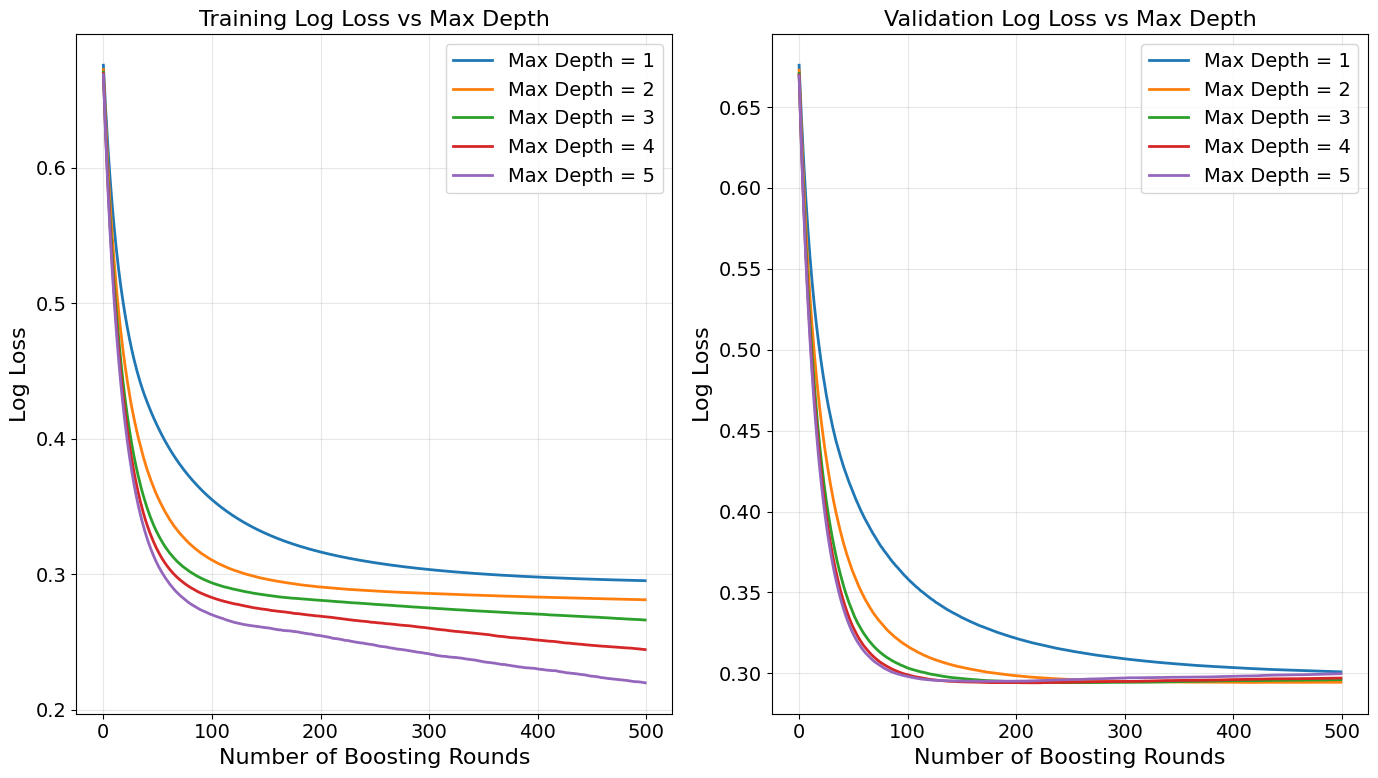 Training Log Loss vs Max Depth
Log Loss
0.6
0.5
0.4
0.3
0.2
0
100
200
300
400
500
Number of Boosting Rounds
Max Depth = 1
Max Depth = 2
Max Depth = 3
Max Depth = 4
Max Depth = 5
Validation Log Loss vs Max Depth
Log Loss
0.65
0.60
0.55
0.50
0.45
0.40
0.35
0.30
0
100
200
300
400
500
Number of Boosting Rounds
Max Depth = 1
Max Depth = 2
Max Depth = 3
Max Depth = 4
Max Depth = 5